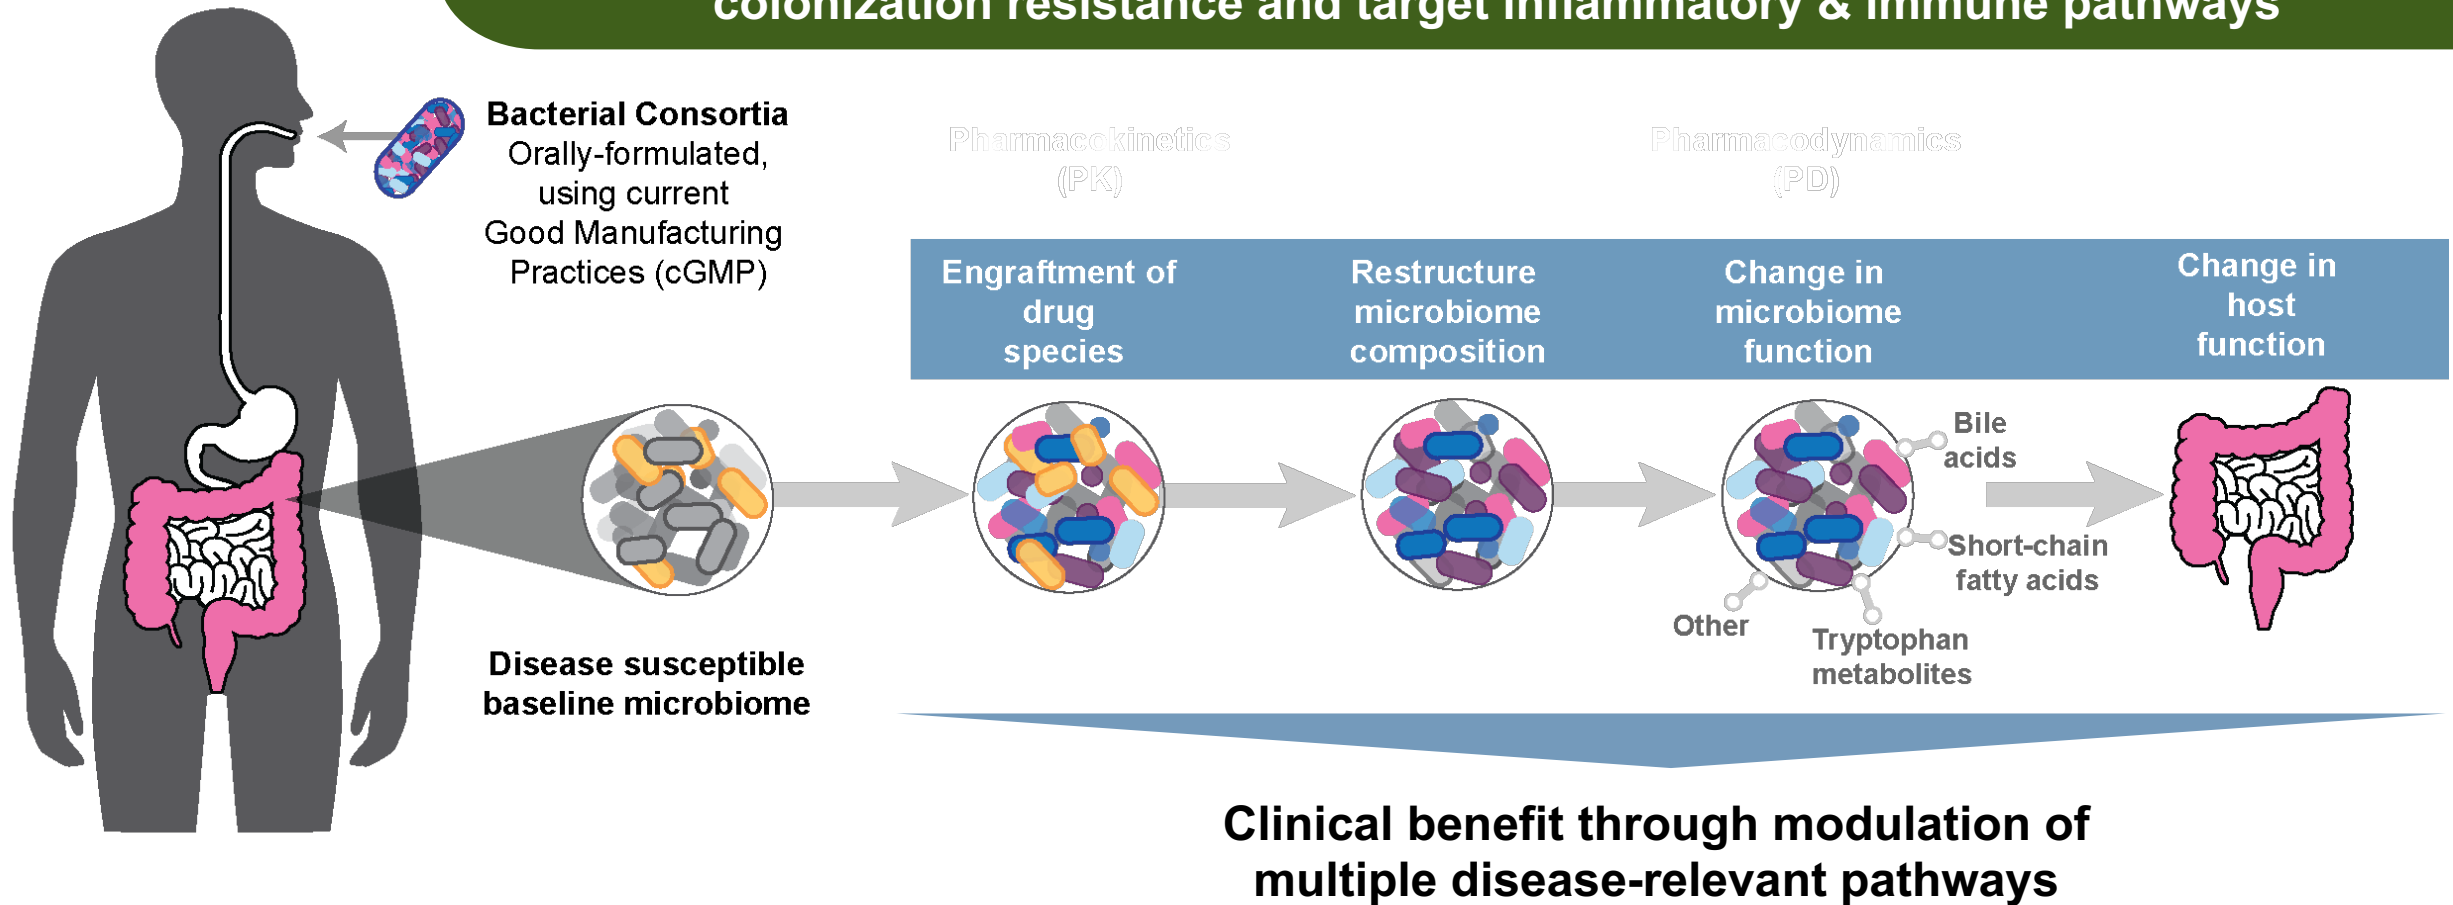 colonization resistance and target inflammatory & immune pathways
Bacterial Consortia
Orally-formulated,
using current
Good Manufacturing
Practices (cGMP)
Pharmacokinetics
(PK)
Pharmacodynamics
(PD)
Engraftment of
drug
species
Restructure
microbiome
composition
Change in
microbiome
function
Change in
host
function
Bile
acids
Short-chain
fatty acids
Other
Tryptophan
metabolites
Disease susceptible
baseline microbiome
Clinical benefit through modulation of
multiple disease-relevant pathways